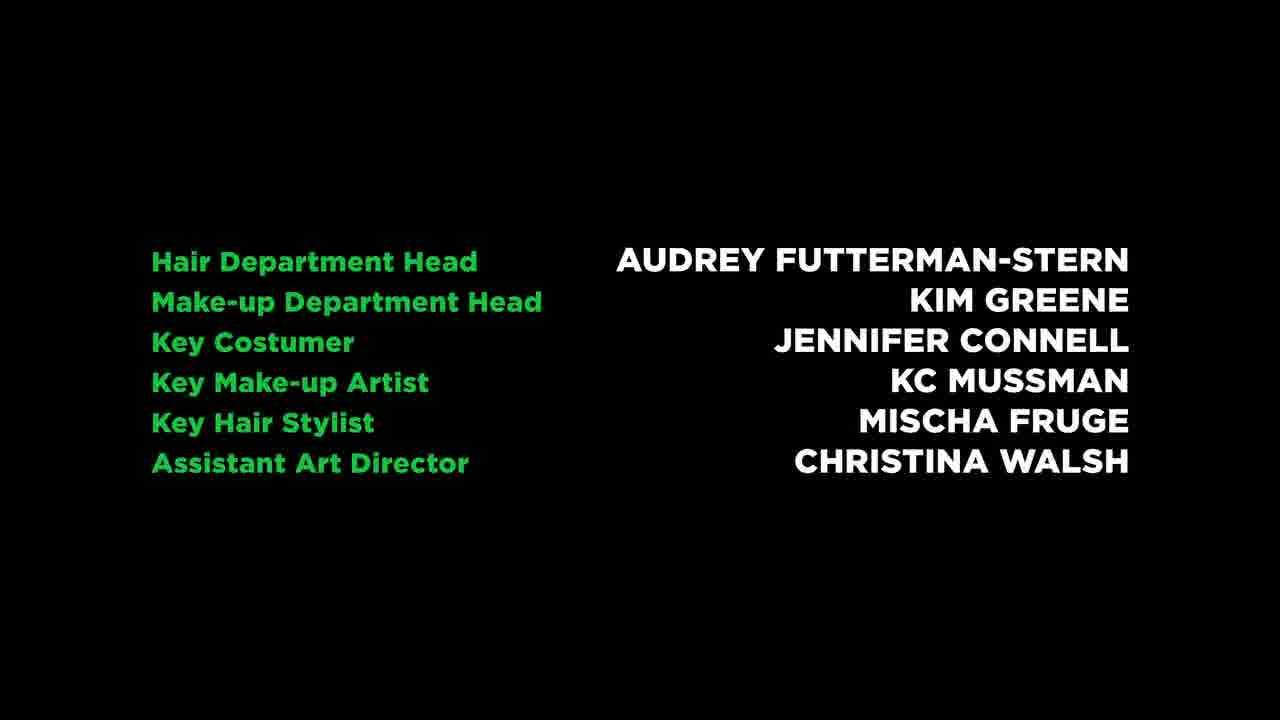 Hair Department Head AUDREY FUTTERMAN-STERN
Make-up Department Head KIM GREENE
Key Costumer JENNIFER CONNELL
Key Make-up Artist KC MUSSMAN
Key Hair Stylist MISCHA FRUGE
Assistant Art Director CHRISTINA WALSH